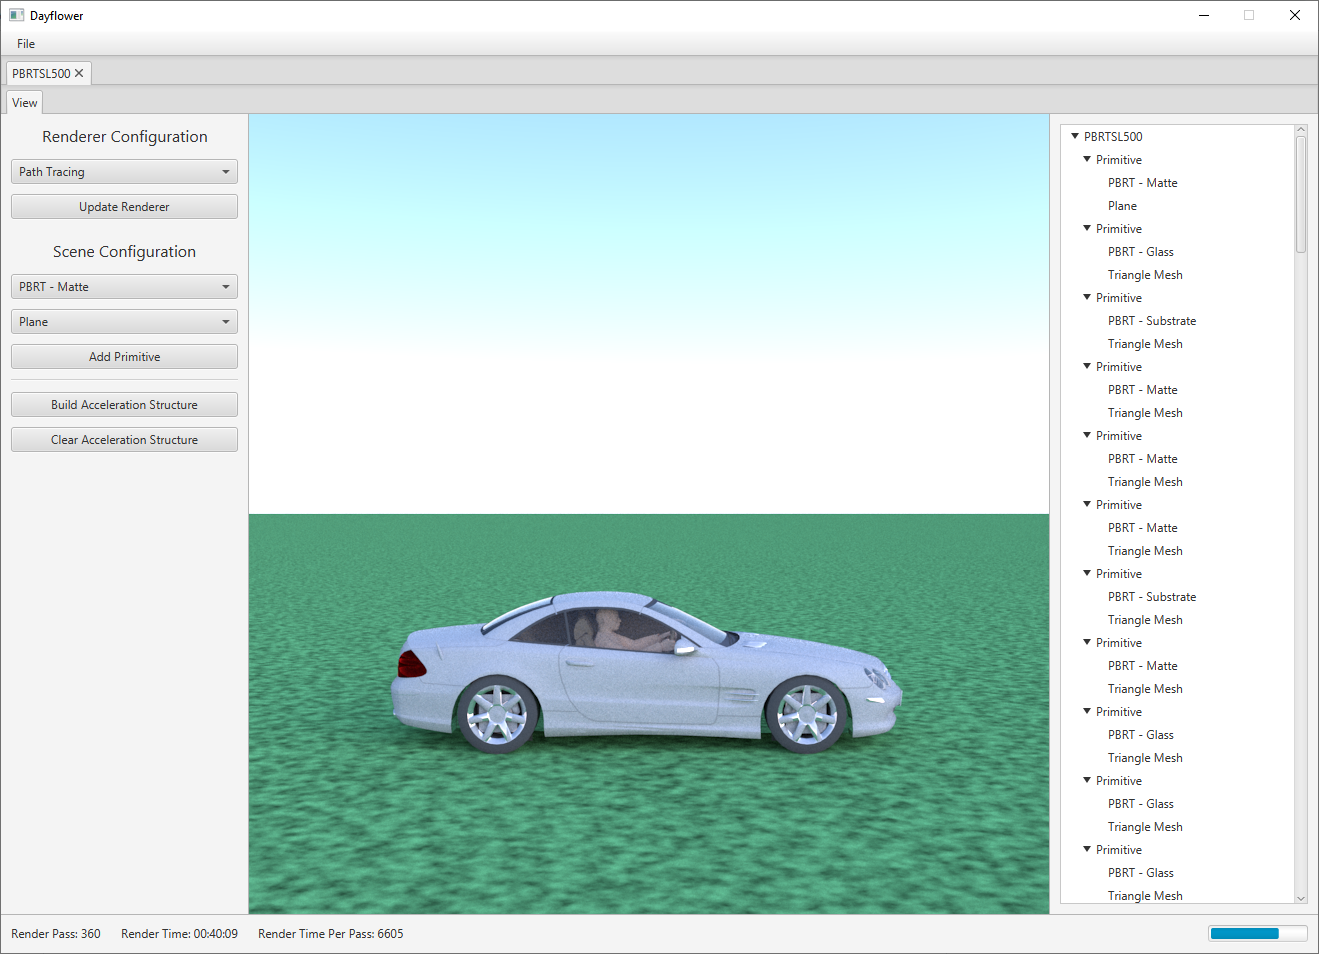 Dayflower
File
PBRTSL500
View
Renderer Configuration
Path Tracing
Update Renderer
Scene Configuration
PBRT - Matte
Plane
Add Primitive
Build Acceleration Structure
Clear Acceleration Structure
PBRTSL500
Primitive
PBRT - Matte
Plane
Primitive
PBRT - Glass
Triangle Mesh
Primitive
PBRT - Substrate
Triangle Mesh
Primitive
PBRT - Matte
Triangle Mesh
Primitive
PBRT - Matte
Triangle Mesh
Primitive
PBRT - Matte
Triangle Mesh
Primitive
PBRT - Substrate
Triangle Mesh
Primitive
PBRT - Matte
Triangle Mesh
Primitive
PBRT - Glass
Triangle Mesh
Primitive
PBRT - Glass
Triangle Mesh
Primitive
PBRT - Glass
Triangle Mesh
Render Pass: 360 Render Time: 00:40:09 Render Time Per Pass: 6605